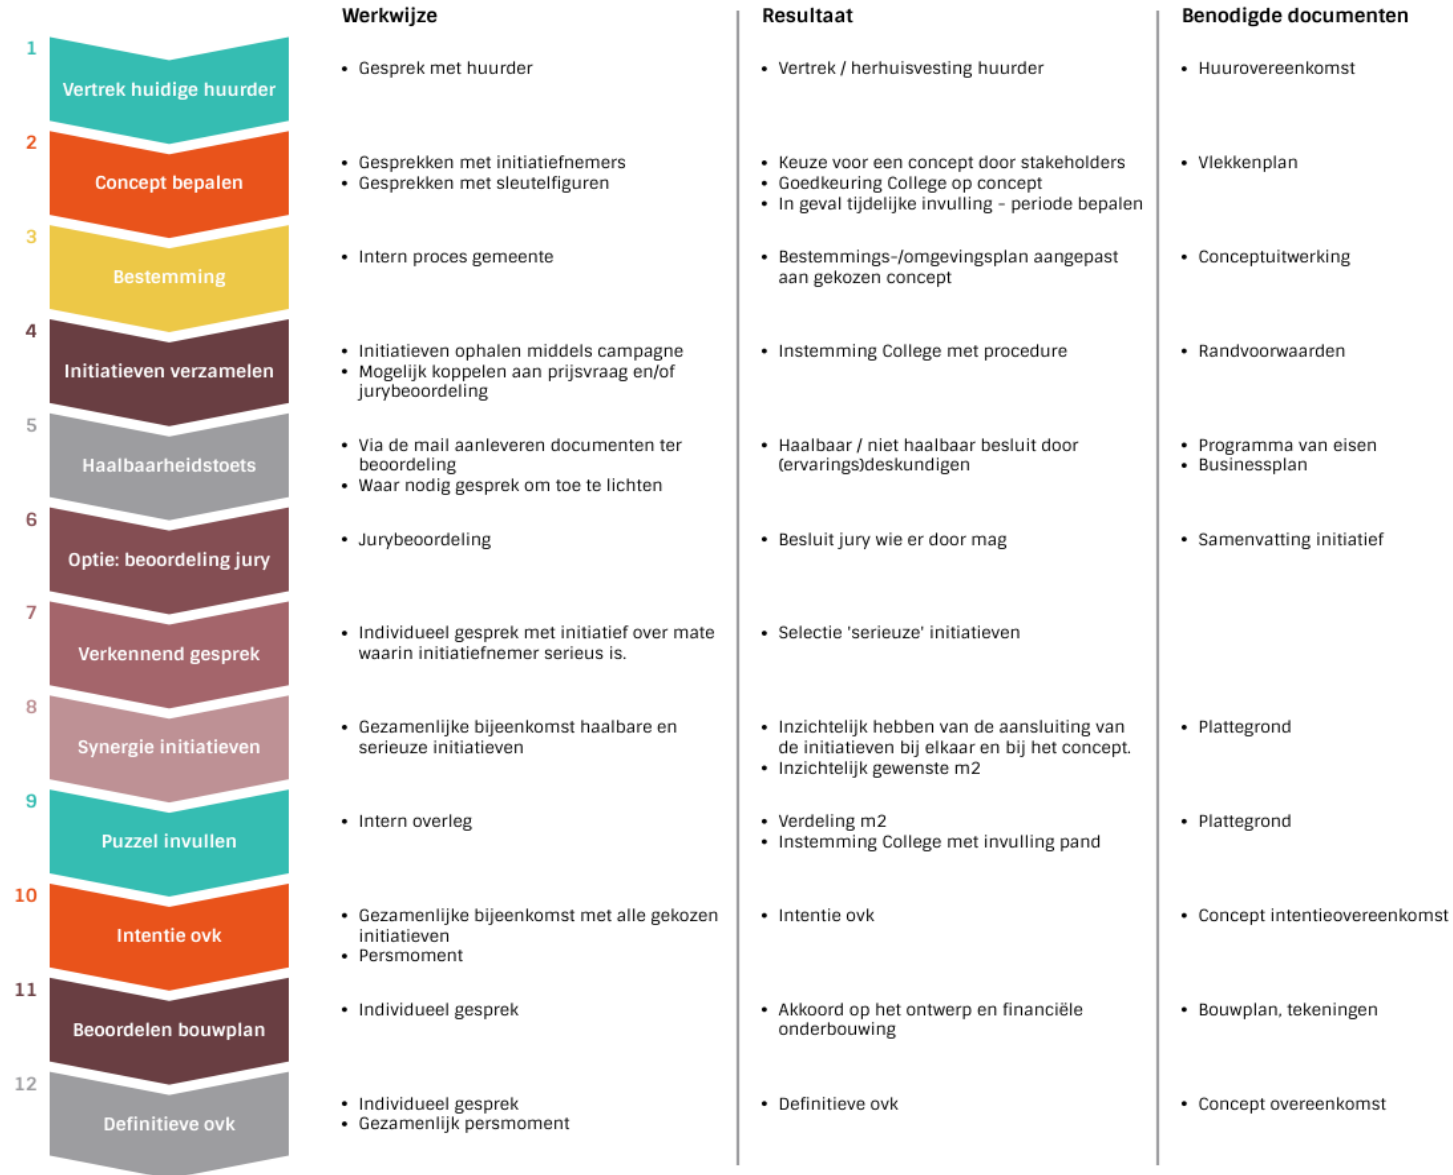 Werkwijze
Resultaat
Benodigde documenten
1
Vertrek huidige huurder
• Gesprek met huurder
• Vertrek / herhuisvesting huurder
• Huurovereenkomst
2
Concept bepalen
• Gesprekken met initiatiefnemers
• Gesprekken met sleutelfiguren
• Keuze voor een concept door stakeholders
• Goedkeuring College op concept
• In geval tijdelijke invulling - periode bepalen
• Vlekkenplan
3
Bestemming
• Intern proces gemeente
• Bestemmings-/omgevingsplan aangepast
aan gekozen concept
• Conceptuitwerking
4
Initiatieven verzamelen
• Initiatieven ophalen middels campagne
• Mogelijk koppelen aan prijsvraag en/of
jurybeoordeling
• Instemming College met procedure
• Randvoorwaarden
5
Haalbaarheidstoets
• Via de mail aanleveren documenten ter
beoordeling
• Waar nodig gesprek om toe te lichten
• Haalbaar / niet haalbaar besluit door
(ervarings)deskundigen
• Programma van eisen
• Businessplan
6
Optie: beoordeling jury
• Jurybeoordeling
• Besluit jury wie er door mag
• Samenvatting initiatief
7
Verkennend gesprek
• Individueel gesprek met initiatief over mate
waarin initiatiefnemer serieus is.
• Selectie 'serieuze' initiatieven
8
Synergie initiatieven
• Gezamenlijke bijeenkomst haalbare en
serieuze initiatieven
• Inzichtelijk hebben van de aansluiting van
de initiatieven bij elkaar en bij het concept.
• Inzichtelijk gewenste m2
• Plattegrond
9
Puzzel invullen
• Intern overleg
• Verdeling m2
• Instemming College met invulling pand
• Plattegrond
10
Intentie ovk
• Gezamenlijke bijeenkomst met alle gekozen
initiatieven
• Persmoment
• Intentie ovk
• Concept intentieovereenkomst
11
Beoordelen bouwplan
• Individueel gesprek
• Akkoord op het ontwerp en financiële
onderbouwing
• Bouwplan, tekeningen
12
Definitieve ovk
• Individueel gesprek
• Gezamenlijk persmoment
• Definitieve ovk
• Concept overeenkomst